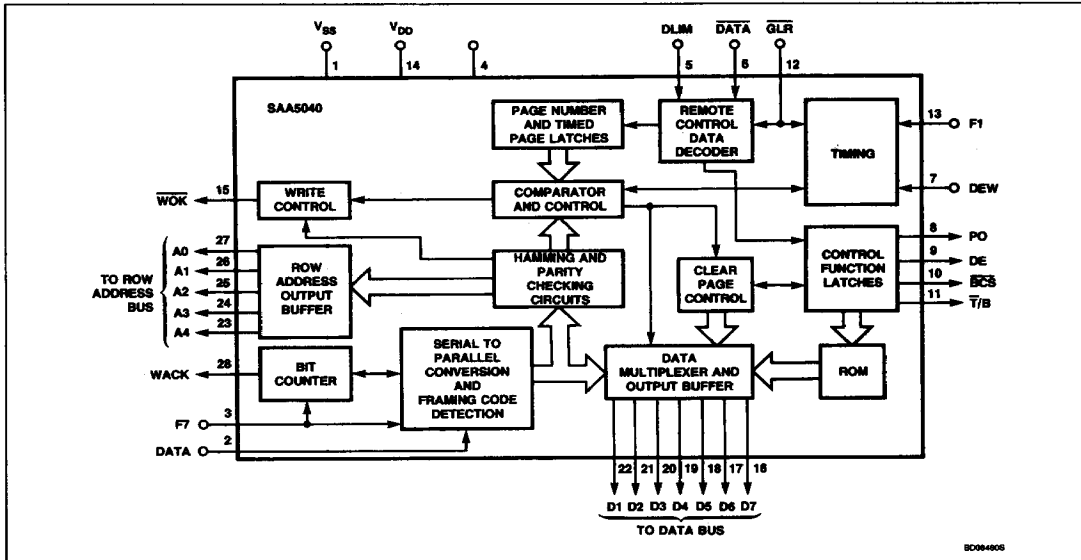 VSS
VDD
DLIM
DATA
GLR
1
14
4
5
6
12
SAA5040
PAGE NUMBER
AND TIMED
PAGE LATCHES
REMOTE
CONTROL
DATA
DECODER
TIMING
13
F1
7
DEW
WOK
15
WRITE
CONTROL
COMPARATOR
AND CONTROL
8
PO
9
DE
10
BCS
11
T/B
CONTROL
FUNCTION
LATCHES
TO ROW
ADDRESS
BUS
A0
27
A1
26
A2
25
A3
24
A4
23
ROW
ADDRESS
OUTPUT
BUFFER
HAMMING AND
PARITY
CHECKING
CIRCUITS
CLEAR
PAGE
CONTROL
WACK
28
BIT
COUNTER
SERIAL TO
PARALLEL
CONVERSION
AND
FRAMING CODE
DETECTION
DATA
MULTIPLEXER AND
OUTPUT BUFFER
ROM
F7
3
DATA
2
22
21
20
19
18
17
16
D1 D2 D3 D4 D5 D6 D7
TO DATA BUS